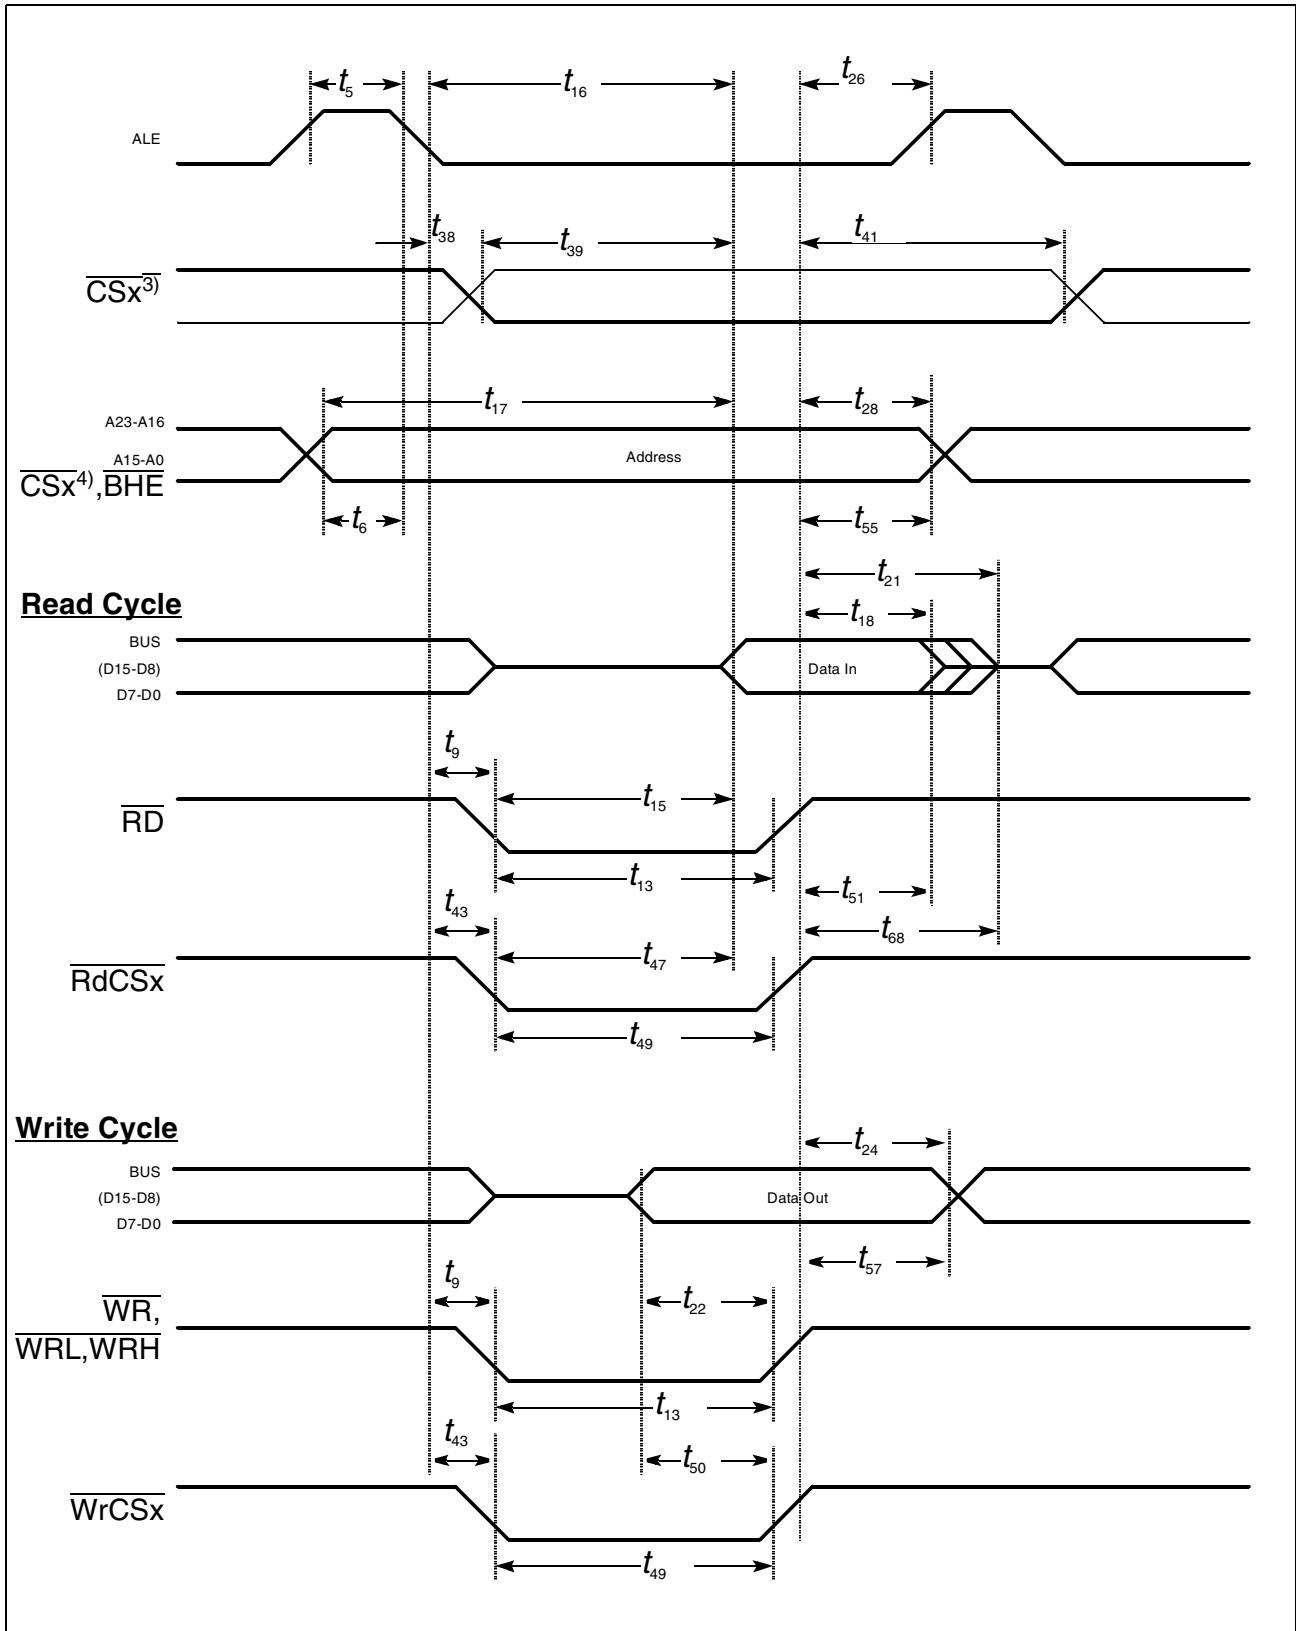 t5 t16 t26
ALE
t38 t39 t41
CSx3)
t17 t28
A23-A16
A15-A0 Address
CSx4),BHE
t6 t55
t21
Read Cycle
t18
BUS
(D15-D8) Data In
D7-D0
t9
t15
RD
t13
t51
t43
t68
t47
RdCSx
t49
Write Cycle
t24
BUS
(D15-D8) Data Out
D7-D0
t57
t9
t22
WR,
WRL,WRH
t13
t43
t50
WrCSx
t49